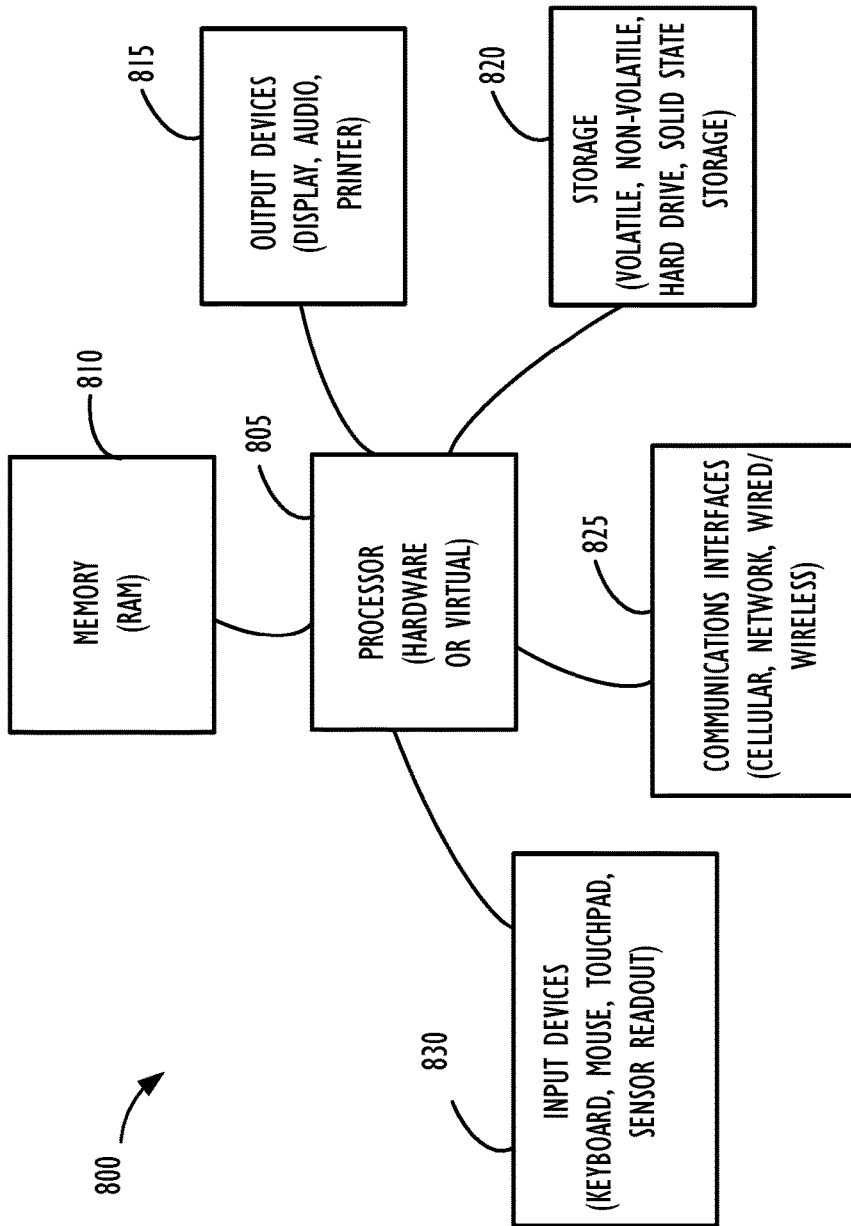 800
MEMORY
(RAM)
810
OUTPUT DEVICES
(DISPLAY, AUDIO,
PRINTER)
815
PROCESSOR
(HARDWARE
OR VIRTUAL)
805
STORAGE
(VOLATILE, NON-VOLATILE,
HARD DRIVE, SOLID STATE
STORAGE)
820
INPUT DEVICES
(KEYBOARD, MOUSE, TOUCHPAD,
SENSOR READOUT)
830
COMMUNICATIONS INTERFACES
(CELLULAR, NETWORK, WIRED/
WIRELESS)
825